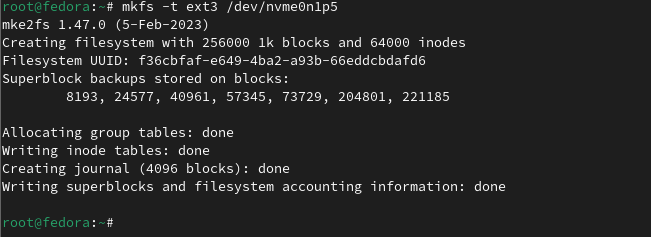 root@fedora:~# mkfs -t ext3 /dev/nvme0n1p5
mke2fs 1.47.0 (5-Feb-2023)
Creating filesystem with 256000 1k blocks and 64000 inodes
Filesystem UUID: f36cbfaf-e649-4ba2-a93b-66eddcbdafd6
Superblock backups stored on blocks:
        8193, 24577, 40961, 57345, 73729, 204801, 221185

Allocating group tables: done
Writing inode tables: done
Creating journal (4096 blocks): done
Writing superblocks and filesystem accounting information: done

root@fedora:~#